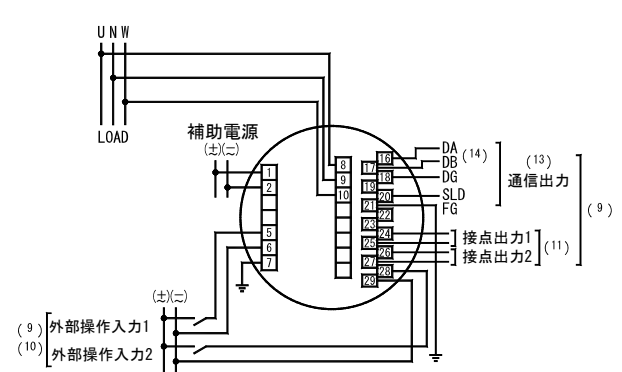 U N W
LOAD
補助電源
(±)(≂)
1
2
5
6
7
8
9
10
16
17
18
19
20
21
22
23
24
25
26
27
28
29
DA
DB
(14)
DG
SLD
FG
(13)
通信出力
(9)
接点出力1
接点出力2
(11)
(±)(≂)
(9)
(10)
外部操作入力1
外部操作入力2